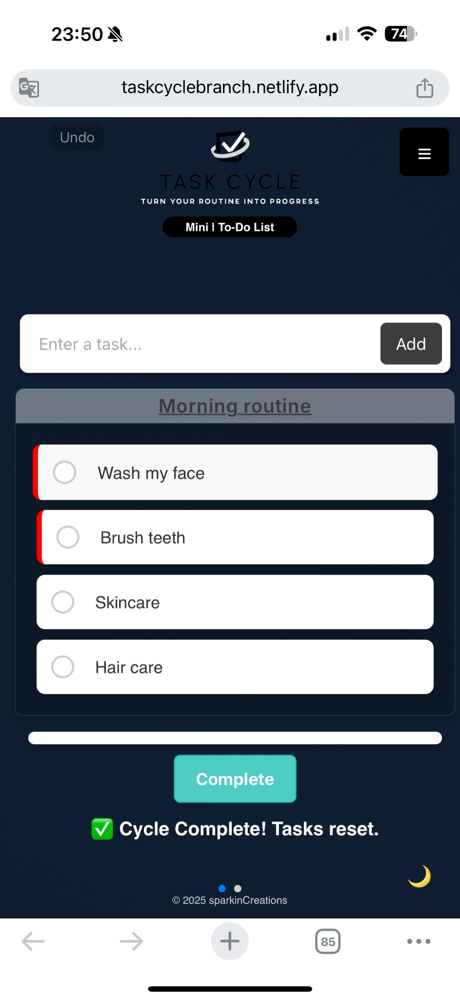 23:50
74
taskcyclebranch.netlify.app
Undo
TASK CYCLE
TURN YOUR ROUTINE INTO PROGRESS
Mini | To-Do List
Enter a task...
Add
Morning routine
Wash my face
Brush teeth
Skincare
Hair care
Complete
✅ Cycle Complete! Tasks reset.
© 2025 sparkinCreations
85